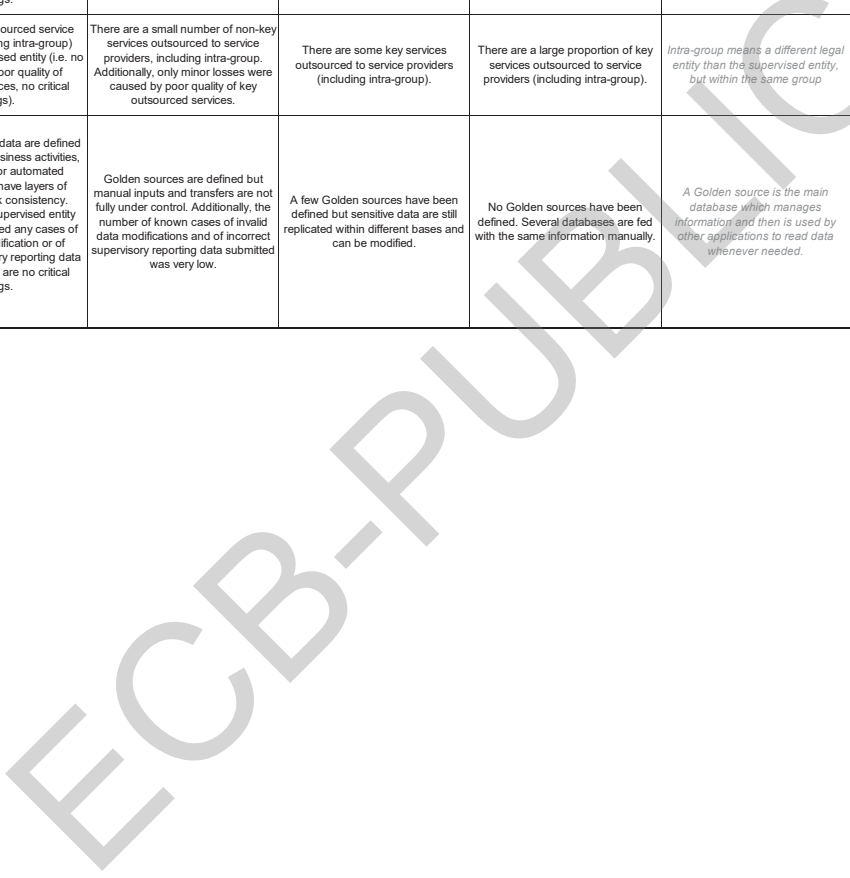 gs.
ourced service
ng intra-group)
sed entity (i.e. no
oor quality of
ces, no critical
gs).
There are a small number of non-key
services outsourced to service
providers, including intra-group.
Additionally, only minor losses were
caused by poor quality of key
outsourced services.
There are some key services
outsourced to service providers
(including intra-group).
There are a large proportion of key
services outsourced to service
providers (including intra-group).
Intra-group means a different legal
entity than the supervised entity,
but within the same group
data are defined
siness activities,
or automated
have layers of
k consistency.
upervised entity
ed any cases of
ification or of
ry reporting data
are no critical
gs.
Golden sources are defined but
manual inputs and transfers are not
fully under control. Additionally, the
number of known cases of invalid
data modifications and of incorrect
supervisory reporting data submitted
was very low.
A few Golden sources have been
defined but sensitive data are still
replicated within different bases and
can be modified.
No Golden sources have been
defined. Several databases are fed
with the same information manually.
A Golden source is the main
database which manages
information and then is used by
other applications to read data
whenever needed.
ECB-PUBLIC